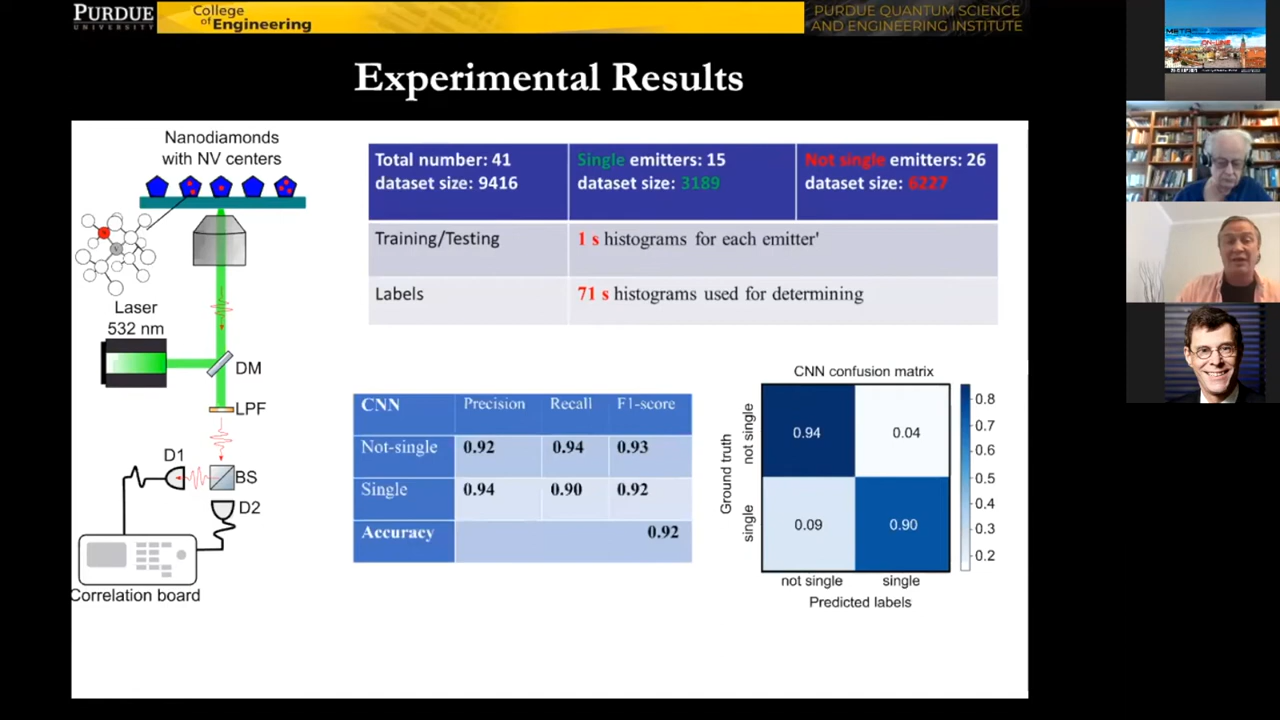 PURDUE
UNIVERSITY
College
of Engineering
PURDUE QUANTUM SCIENCE
AND ENGINEERING INSTITUTE
Experimental Results
Nanodiamonds
with NV centers
Laser
532 nm
DM
LPF
D1
BS
D2
Correlation board
Total number: 41
dataset size: 9416
Single emitters: 15
dataset size: 3189
Not single emitters: 26
dataset size: 6227
Training/Testing
1 s histograms for each emitter'
Labels
71 s histograms used for determining
CNN Precision Recall F1-score
Not-single 0.92 0.94 0.93
Single 0.94 0.90 0.92
Accuracy 0.92
CNN confusion matrix
Ground truth
not single
single
0.94 0.04
0.09 0.90
not single single
Predicted labels
0.8
0.7
0.6
0.5
0.4
0.3
0.2
META
ON-LINE